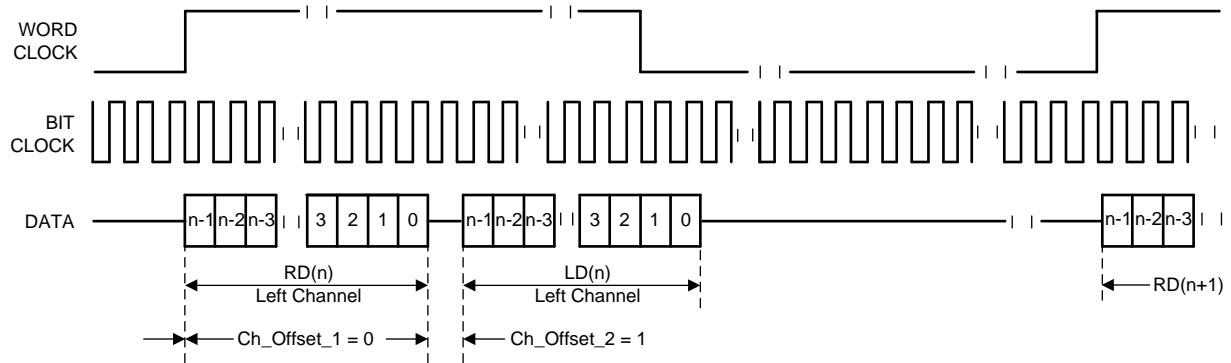 WORD
CLOCK
BIT
CLOCK
DATA
n-1 n-2 n-3 3 2 1 0 n-1 n-2 n-3 3 2 1 0 n-1 n-2 n-3
RD(n)
Left Channel
LD(n)
Left Channel
RD(n+1)
Ch_Offset_1 = 0
Ch_Offset_2 = 1